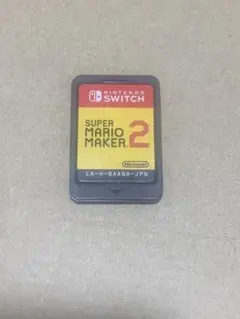 NINTENDO
SWITCH
SUPER
MARIO
MAKER 2
Nintendo
LA-H-BAAQA-JPN